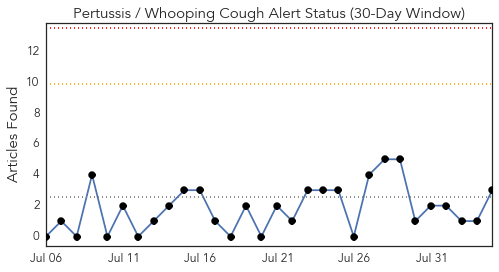 Pertussis / Whooping Cough Alert Status (30-Day Window)
Articles Found
12
10
8
6
4
2
0
Jul 06 Jul 11 Jul 16 Jul 21 Jul 26 Jul 31